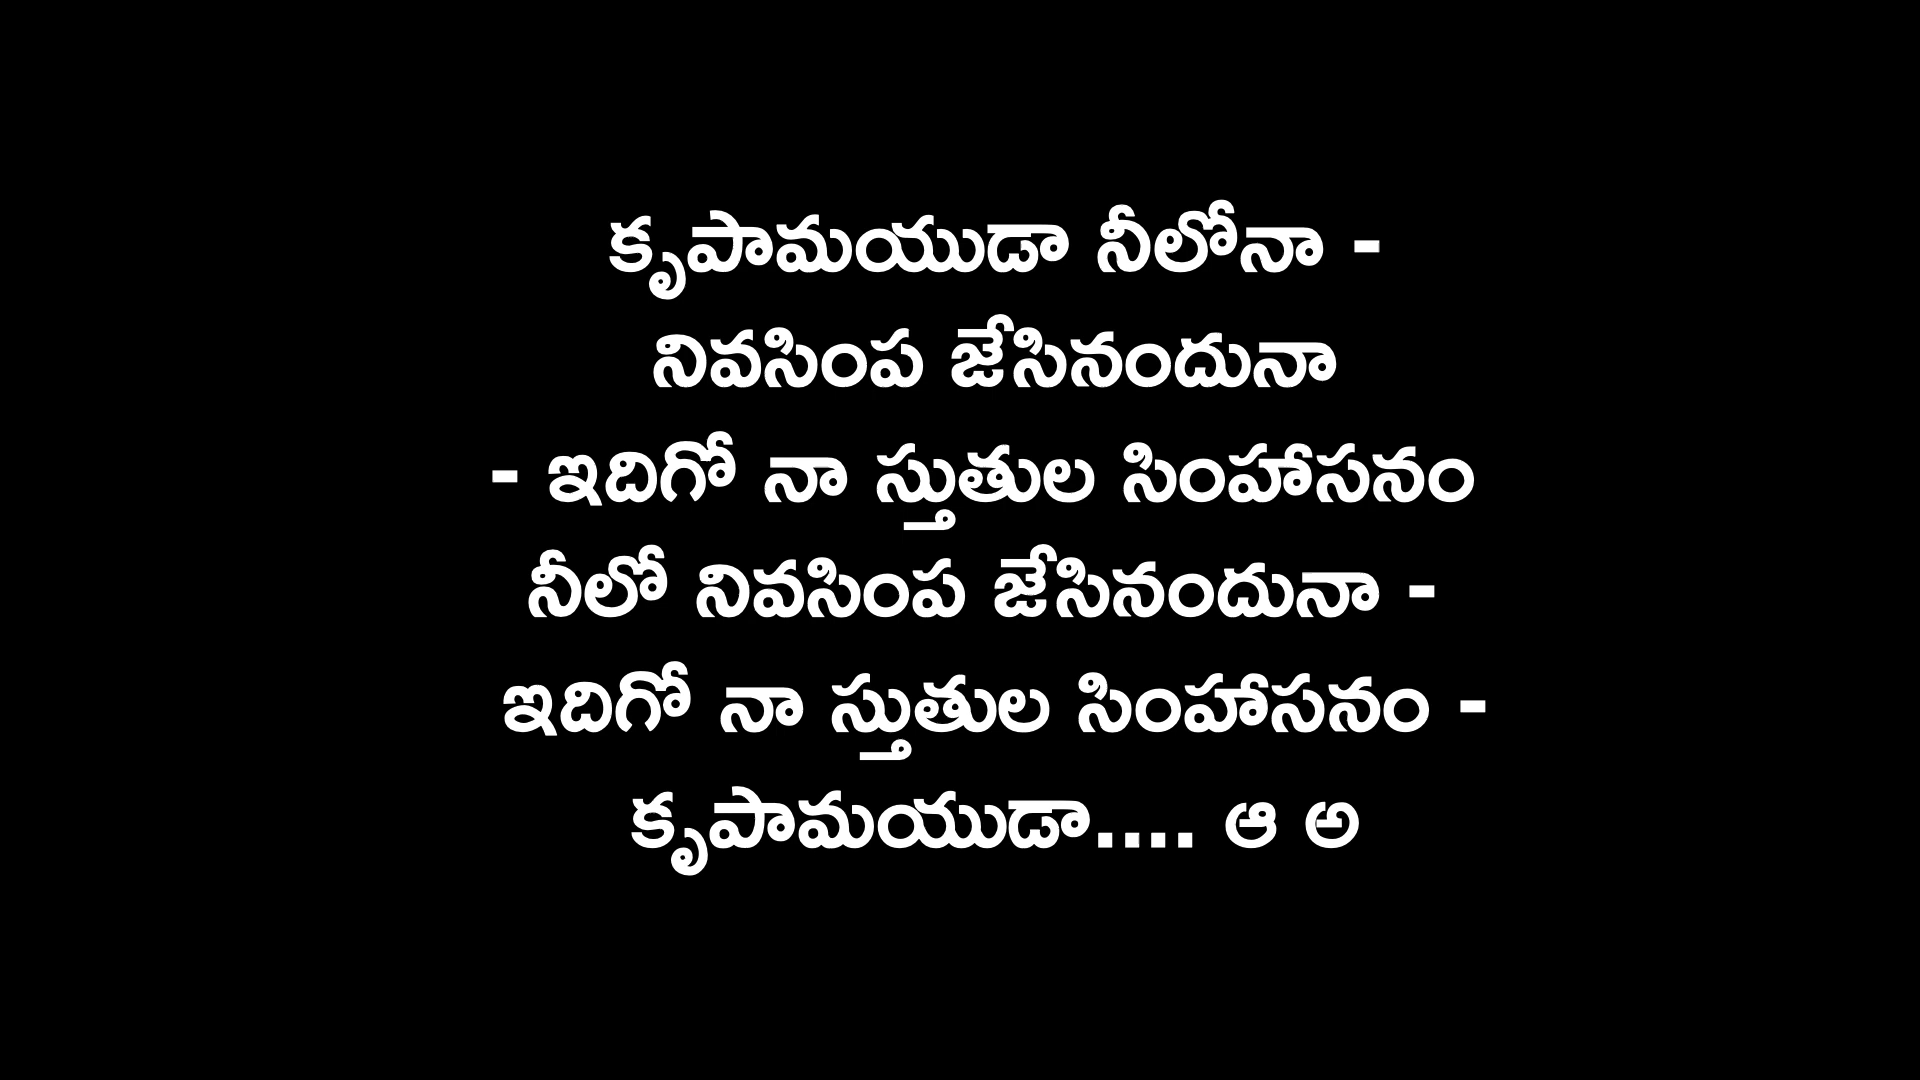 కృపామయుడా నీలోనా -
నివసింప జేసినందునా
- ఇదిగో నా స్తుతుల సింహాసనం
నీలో నివసింప జేసినందునా -
ఇదిగో నా స్తుతుల సింహాసనం -
కృపామయుడా.... ఆ అ